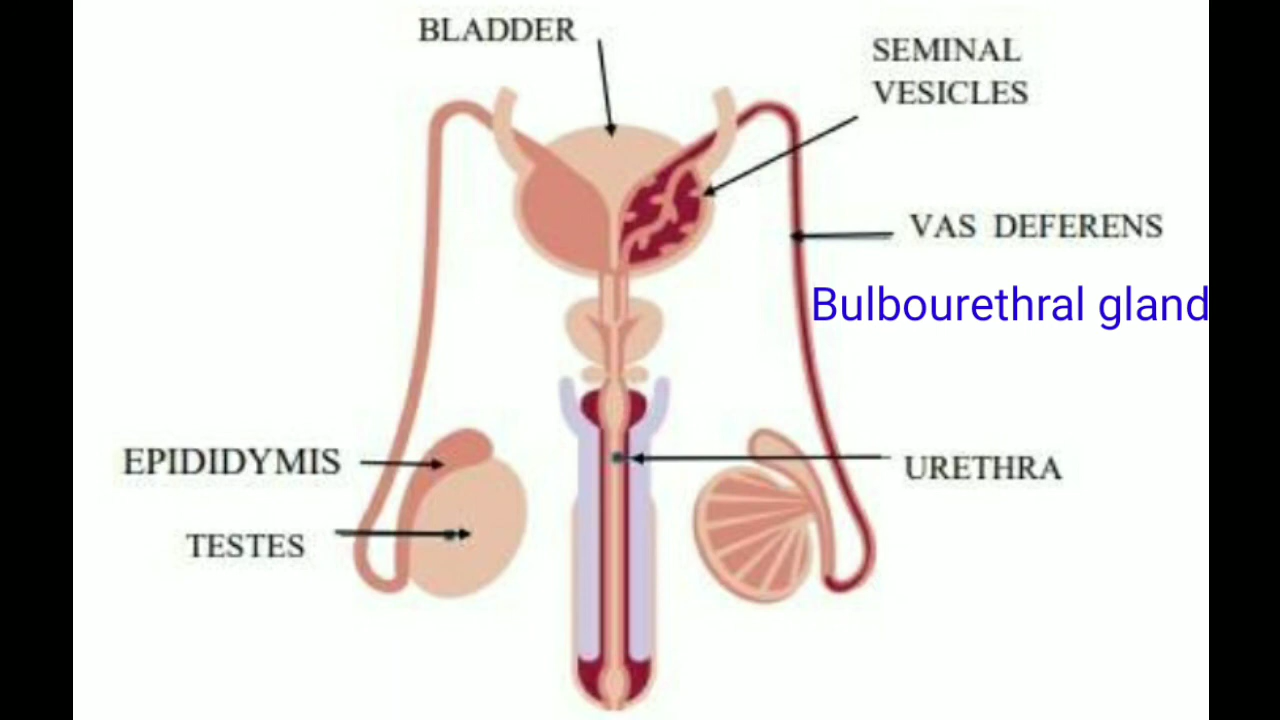 BLADDER
SEMINAL
VESICLES
VAS DEFERENS
Bulbourethral gland
EPIDIDYMIS
URETHRA
TESTES